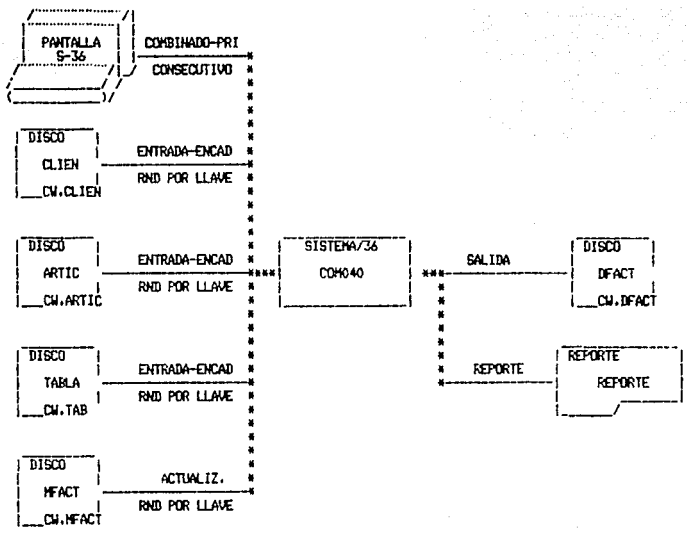 PANTALLA
S-36
COMBINADO-PRI
CONSECUTIVO
DISCO
CLIEN
CW.CLIEN
ENTRADA-ENCAD
RND POR LLAVE
DISCO
ARTIC
CW.ARTIC
ENTRADA-ENCAD
RND POR LLAVE
SISTEMA/36
COM040
SALIDA
DISCO
DFACT
CW.DFACT
DISCO
TABLA
CW.TAB
ENTRADA-ENCAD
RND POR LLAVE
REPORTE
REPORTE
REPORTE
DISCO
MFACT
CW.MFACT
ACTUALIZ.
RND POR LLAVE